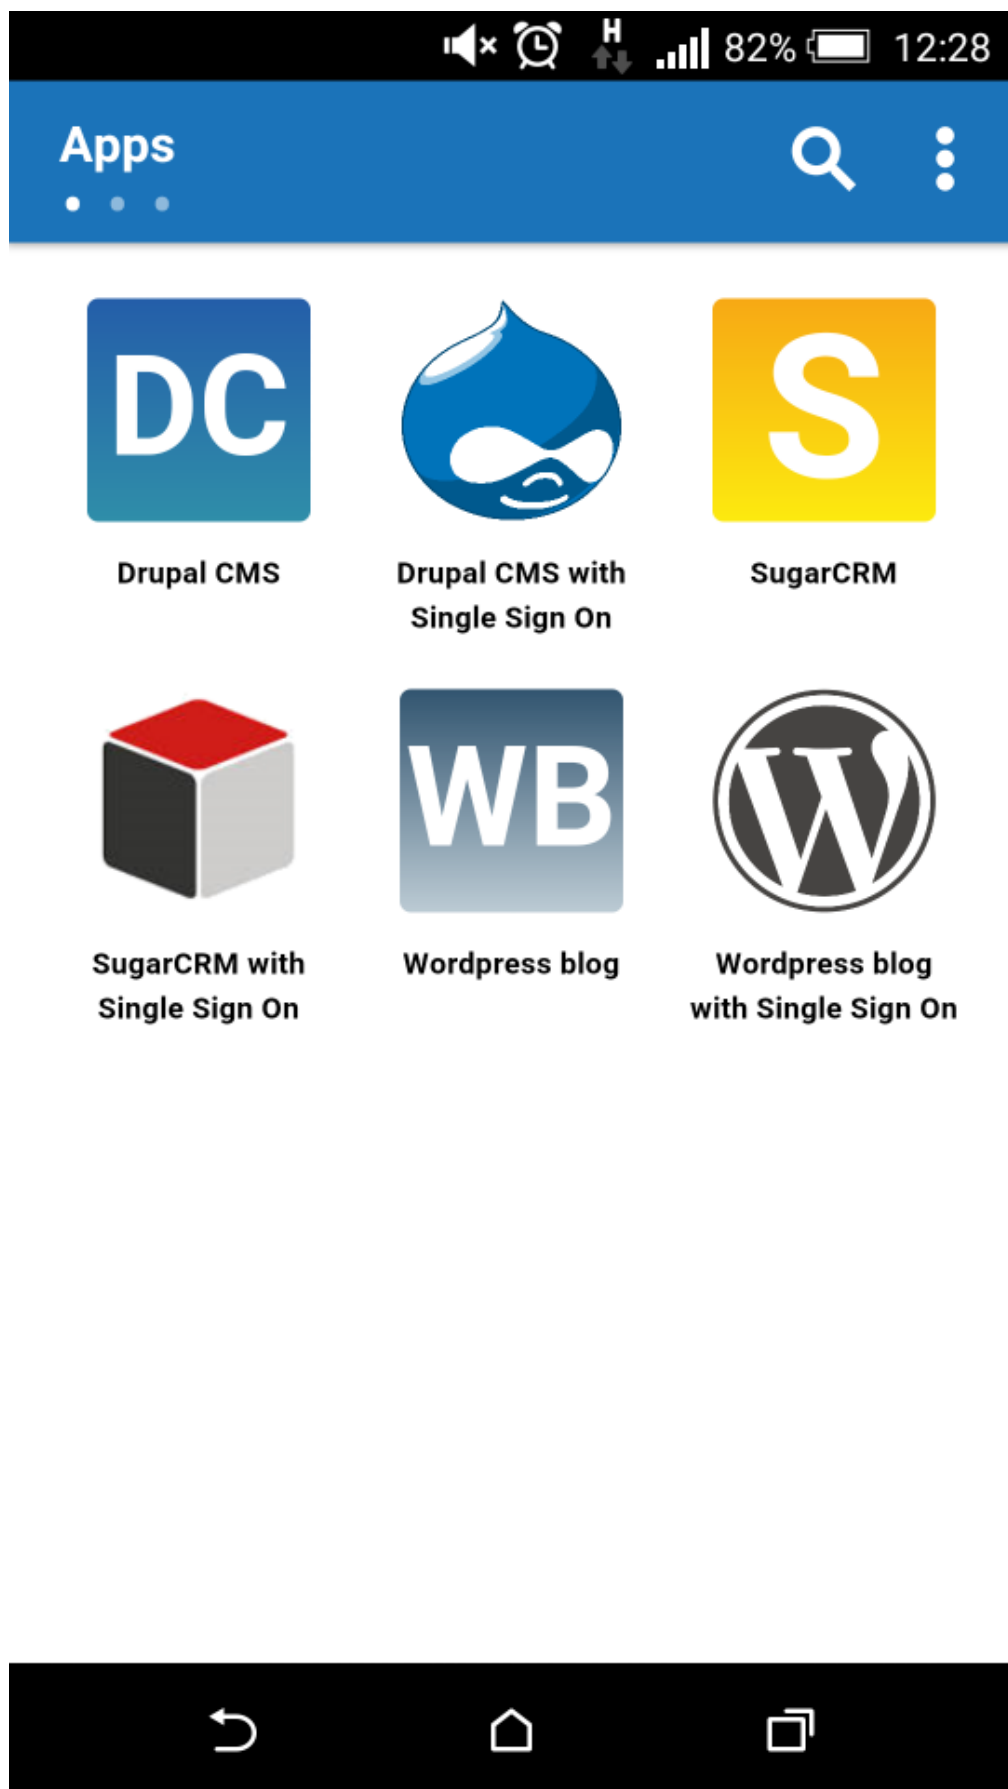 H 82% 12:28
Apps
DC S
Drupal CMS Drupal CMS with SugarCRM
Single Sign On
WB W
SugarCRM with Wordpress blog Wordpress blog
Single Sign On with Single Sign On